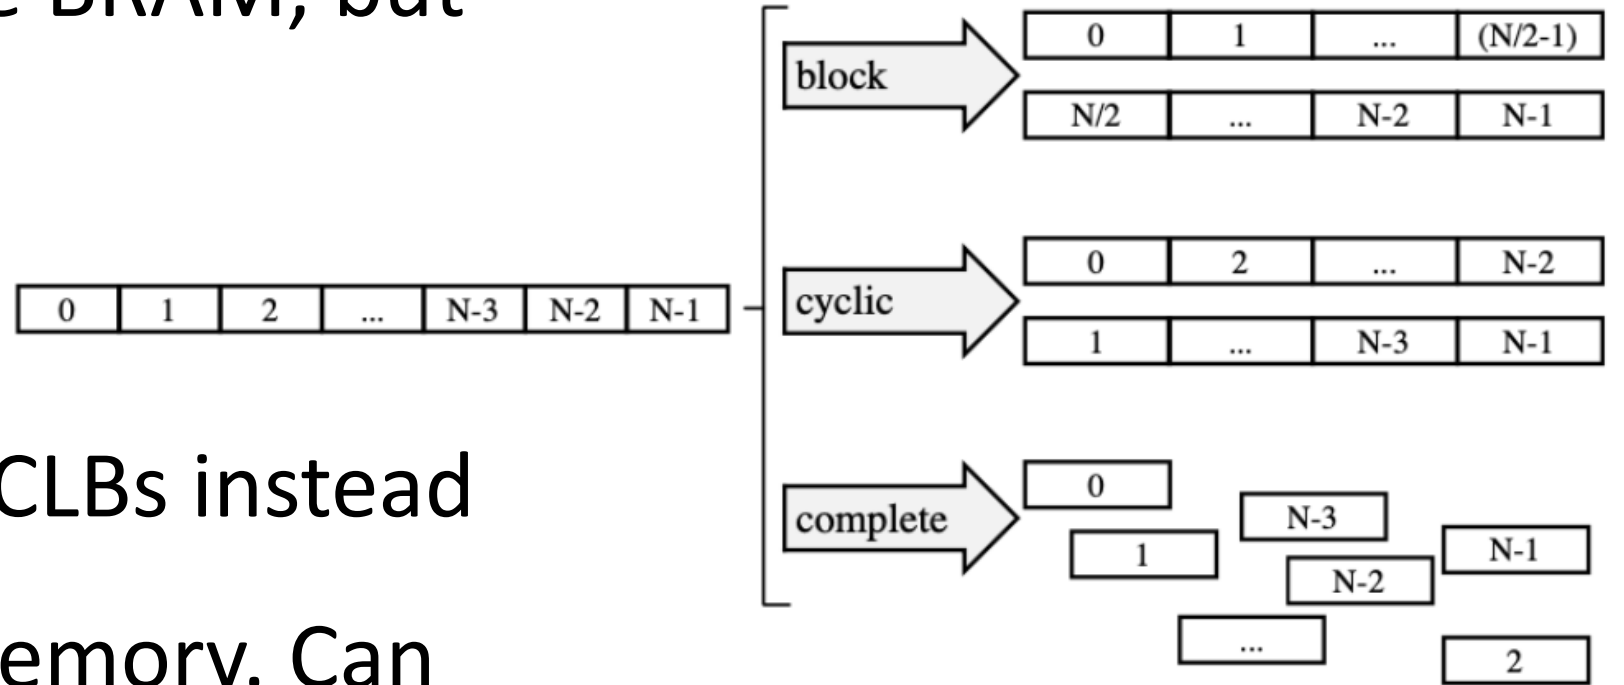 e BRAM, but
CLBs instead
emory. Can
0 1 2 ... N-3 N-2 N-1
block
0 1 ... (N/2-1)
N/2 ... N-2 N-1
cyclic
0 2 ... N-2
1 ... N-3 N-1
complete
0
N-3
1
N-1
N-2
...
2